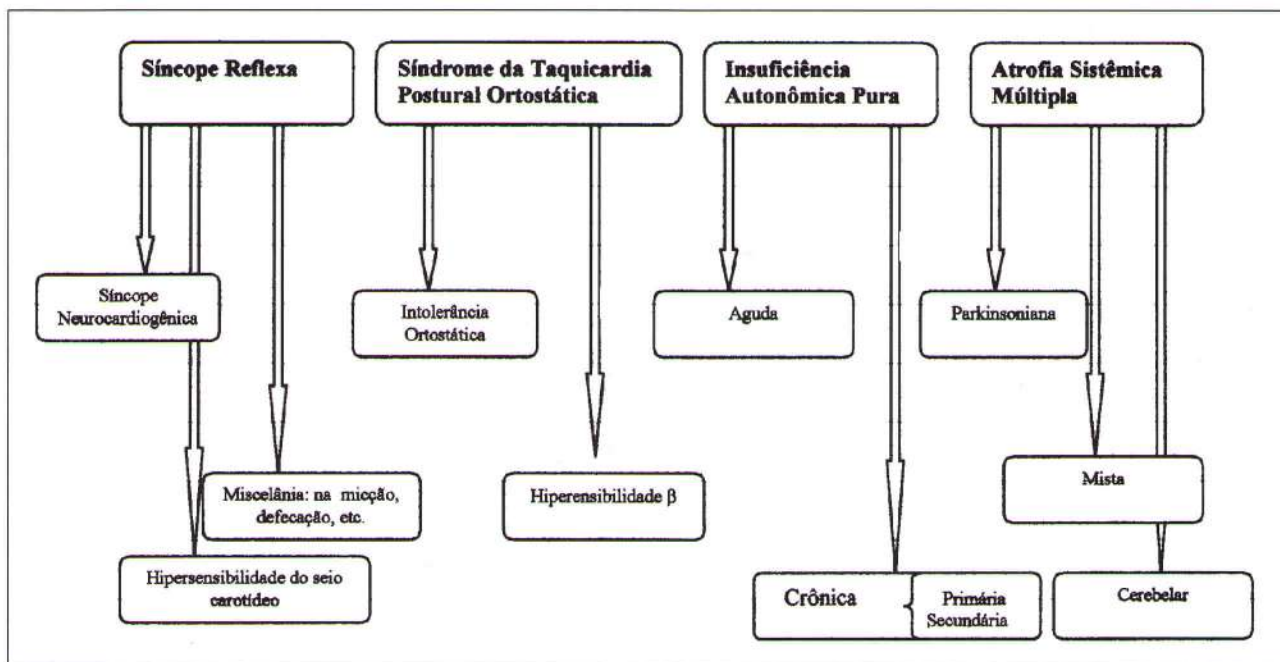 Síncope Reflexa
Síndrome da Taquicardia
Postural Ortostática
Insuficiência
Autonômica Pura
Atrofia Sistêmica
Múltipla
Síncope
Neurocardiogênica
Intolerância
Ortostática
Aguda
Parkinsoniana
Miscelânia: na micção,
defecação, etc.
Hiperensibilidade β
Mista
Hipersensibilidade do seio
carotídeo
Crônica { Primária
Secundária
Cerebelar